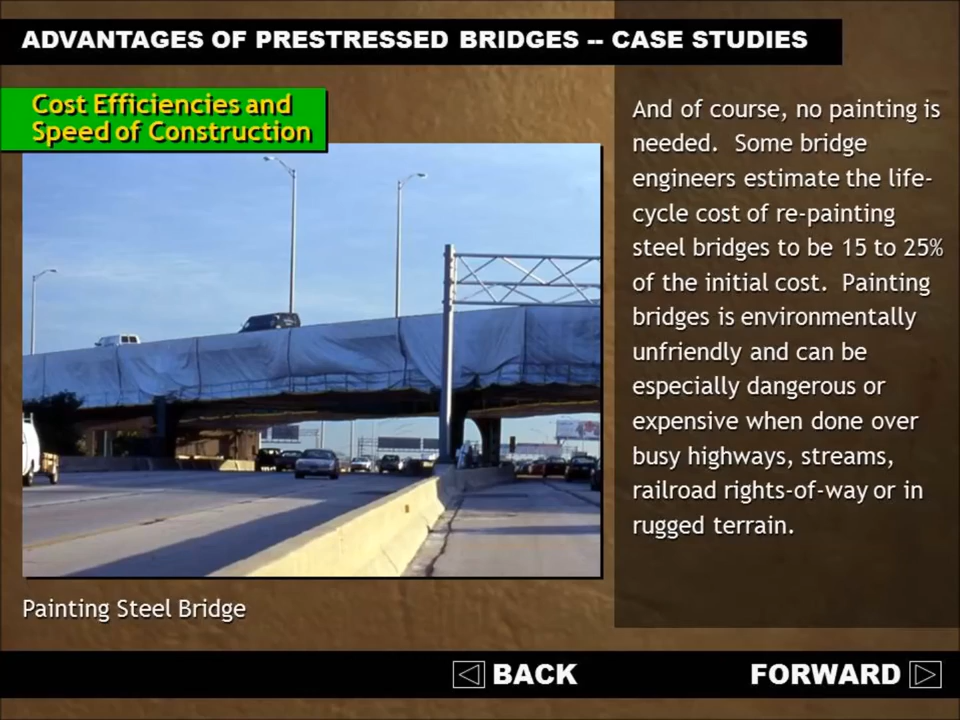 ADVANTAGES OF PRESTRESSED BRIDGES -- CASE STUDIES
Cost Efficiencies and
Speed of Construction
And of course, no painting is
needed.  Some bridge
engineers estimate the life-
cycle cost of re-painting
steel bridges to be 15 to 25%
of the initial cost.  Painting
bridges is environmentally
unfriendly and can be
especially dangerous or
expensive when done over
busy highways, streams,
railroad rights-of-way or in
rugged terrain.
Painting Steel Bridge
BACK
FORWARD